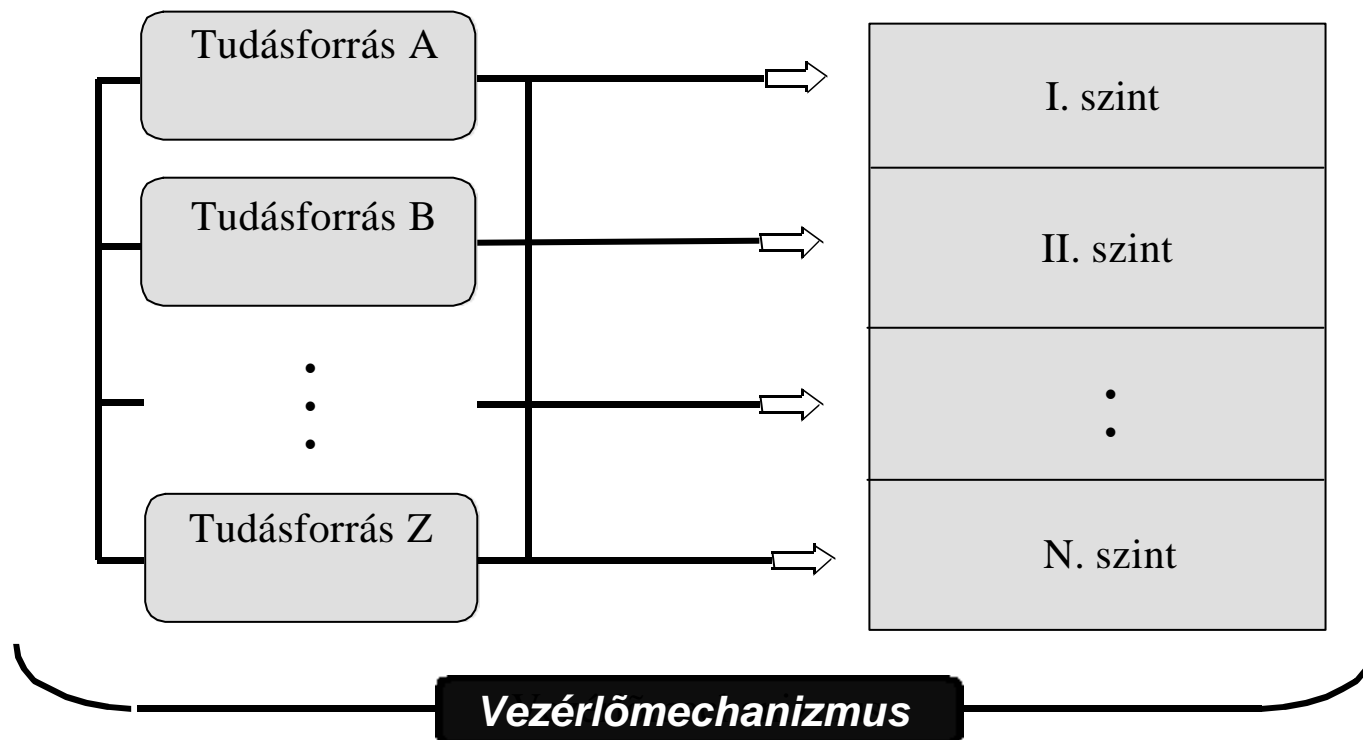 Tudásforrás A
I. szint
Tudásforrás B
II. szint
Tudásforrás Z
N. szint
Vezérlõmechanizmus